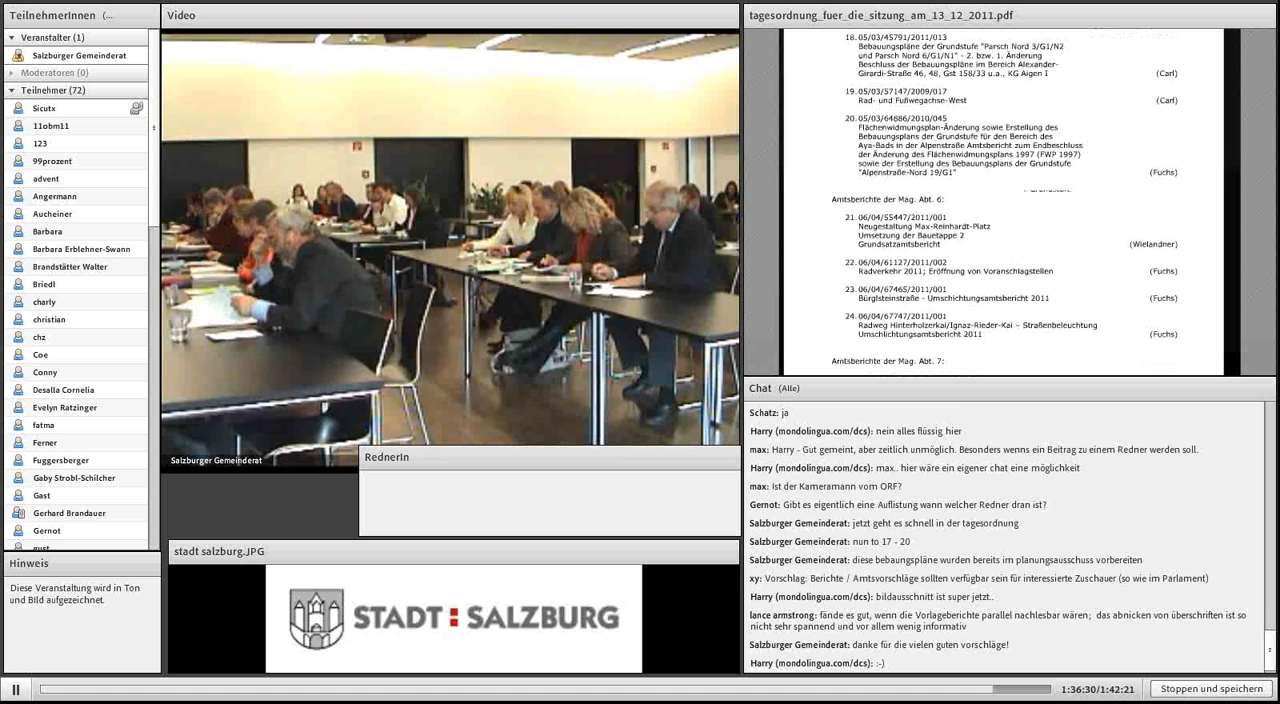 TeilnehmerInnen (...
Veranstalter (1)
Salzburger Gemeinderat
Moderatoren (0)
Teilnehmer (72)
Sicutx
11obm11
123
99prozent
advent
Angermann
Aucheiner
Barbara
Barbara Erblehner-Swann
Brandstätter Walter
Briedl
charly
christian
chz
Coe
Conny
Desalla Cornelia
Evelyn Ratzinger
fatma
Ferner
Fuggersberger
Gaby Strobl-Schilcher
Gast
Gerhard Brandauer
Gernot
Hinweis
Diese Veranstaltung wird in Ton
und Bild aufgezeichnet.
Video
Salzburger Gemeinderat
RednerIn
stadt salzburg.JPG
STADT : SALZBURG
tagesordnung_fuer_die_sitzung_am_13_12_2011.pdf
18. 05/03/45791/2011/013
Bebauungspläne der Grundstufe "Parsch Nord 3/G1/N2
und Parsch Nord 6/G1/N1" - 2. bzw. 1. Änderung
Beschluss der Bebauungspläne im Bereich Alexander-
Girardi-Straße 46, 48, Gst 158/33 u.a., KG Aigen I (Carl)
19. 05/03/57147/2009/017
Rad- und Fußwegachse-West (Carl)
20. 05/03/64886/2010/045
Flächenwidmungsplan-Änderung sowie Erstellung des
Bebauungsplans der Grundstufe für den Bereich des
Aya-Bads in der Alpenstraße Amtsbericht zum Endbeschluss
der Änderung des Flächenwidmungsplans 1997 (FWP 1997)
sowie der Erstellung des Bebauungsplans der Grundstufe
"Alpenstraße-Nord 19/G1" (Fuchs)
Amtsberichte der Mag. Abt. 6:
21. 06/04/55447/2011/001
Neugestaltung Max-Reinhardt-Platz
Umsetzung der Bauetappe 2
Grundsatzamtsbericht (Wielandner)
22. 06/04/61127/2011/002
Radverkehr 2011; Eröffnung von Voranschlagstellen (Fuchs)
23. 06/04/67465/2011/001
Bürglsteinstraße - Umschichtungsamtsbericht 2011 (Fuchs)
24. 06/04/67747/2011/001
Radweg Hinterholzerkai/Ignaz-Rieder-Kai – Straßenbeleuchtung
Umschlichtungsamtsbericht 2011 (Fuchs)
Amtsberichte der Mag. Abt. 7:
Chat (Alle)
Schatz: ja
Harry (mondolingua.com/dcs): nein alles flüssig hier
max: Harry - Gut gemeint, aber zeitlich unmöglich. Besonders wenns ein Beitrag zu einem Redner werden soll.
Harry (mondolingua.com/dcs): max.. hier wäre ein eigener chat eine möglichkeit
max: Ist der Kameramann vom ORF?
Gernot: Gibt es eigentlich eine Auflistung wann welcher Redner dran ist?
Salzburger Gemeinderat: jetzt geht es schnell in der tagesordnung
Salzburger Gemeinderat: nun to 17 - 20
Salzburger Gemeinderat: diese bebaungspläne wurden bereits im planungsausschuss vorbereiten
xy: Vorschlag: Berichte / Amtsvorschläge sollten verfügbar sein für interessierte Zuschauer (so wie im Parlament)
Harry (mondolingua.com/dcs): bildausschnitt ist super jetzt..
lance armstrong: fände es gut, wenn die Vorlageberichte parallel nachlesbar wären; das abnicken von überschriften ist so
nicht sehr spannend und vor allem wenig informativ
Salzburger Gemeinderat: danke für die vielen guten vorschläge!
Harry (mondolingua.com/dcs): :-)
1:36:30/1:42:21
Stoppen und speichern